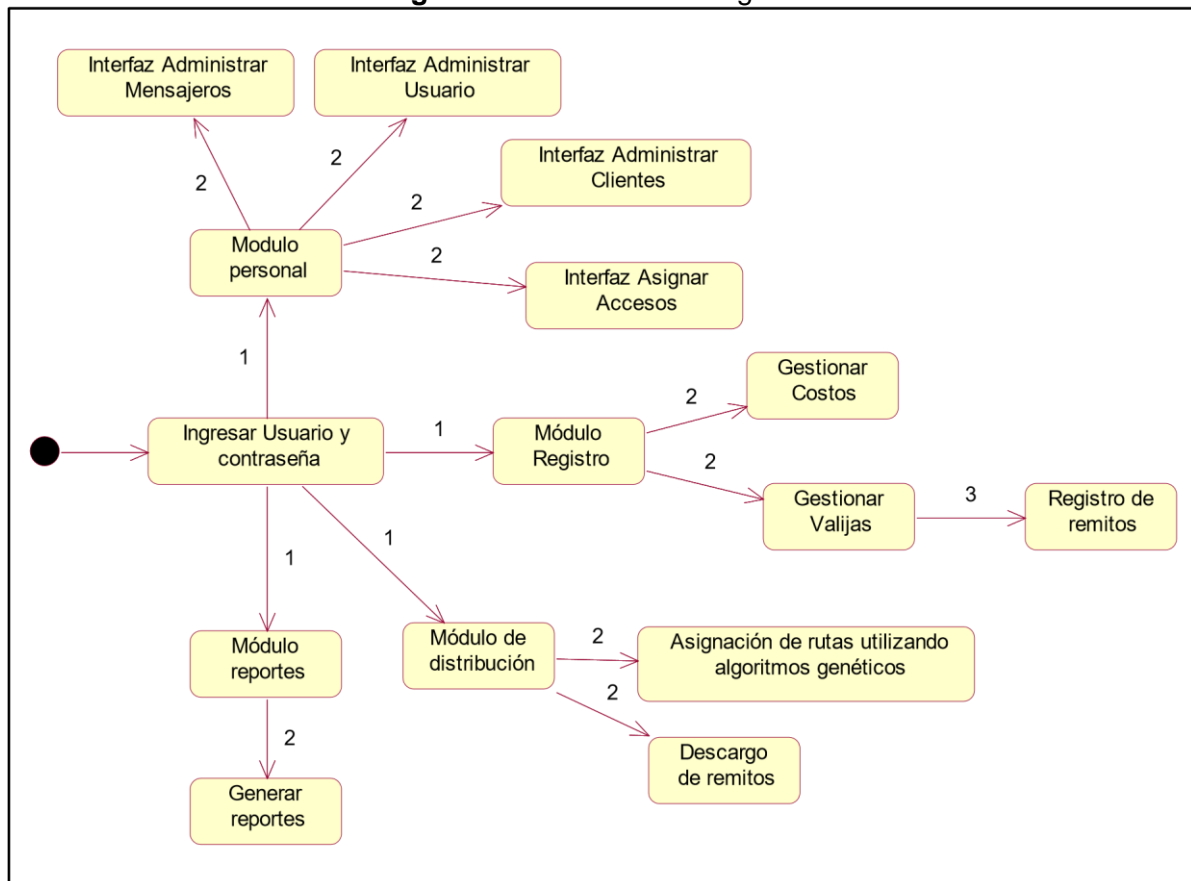 Interfaz Administrar
Mensajeros
Interfaz Administrar
Usuario
2
2
Interfaz Administrar
Clientes
2
Modulo
personal
2
Interfaz Asignar
Accesos
1
Gestionar
Costos
2
Ingresar Usuario y
contraseña
1
Módulo
Registro
2
Gestionar
Valijas
3
Registro de
remitos
1
1
Módulo
reportes
Módulo de
distribución
2
Asignación de rutas utilizando
algoritmos genéticos
2
2
Descargo
de remitos
Generar
reportes